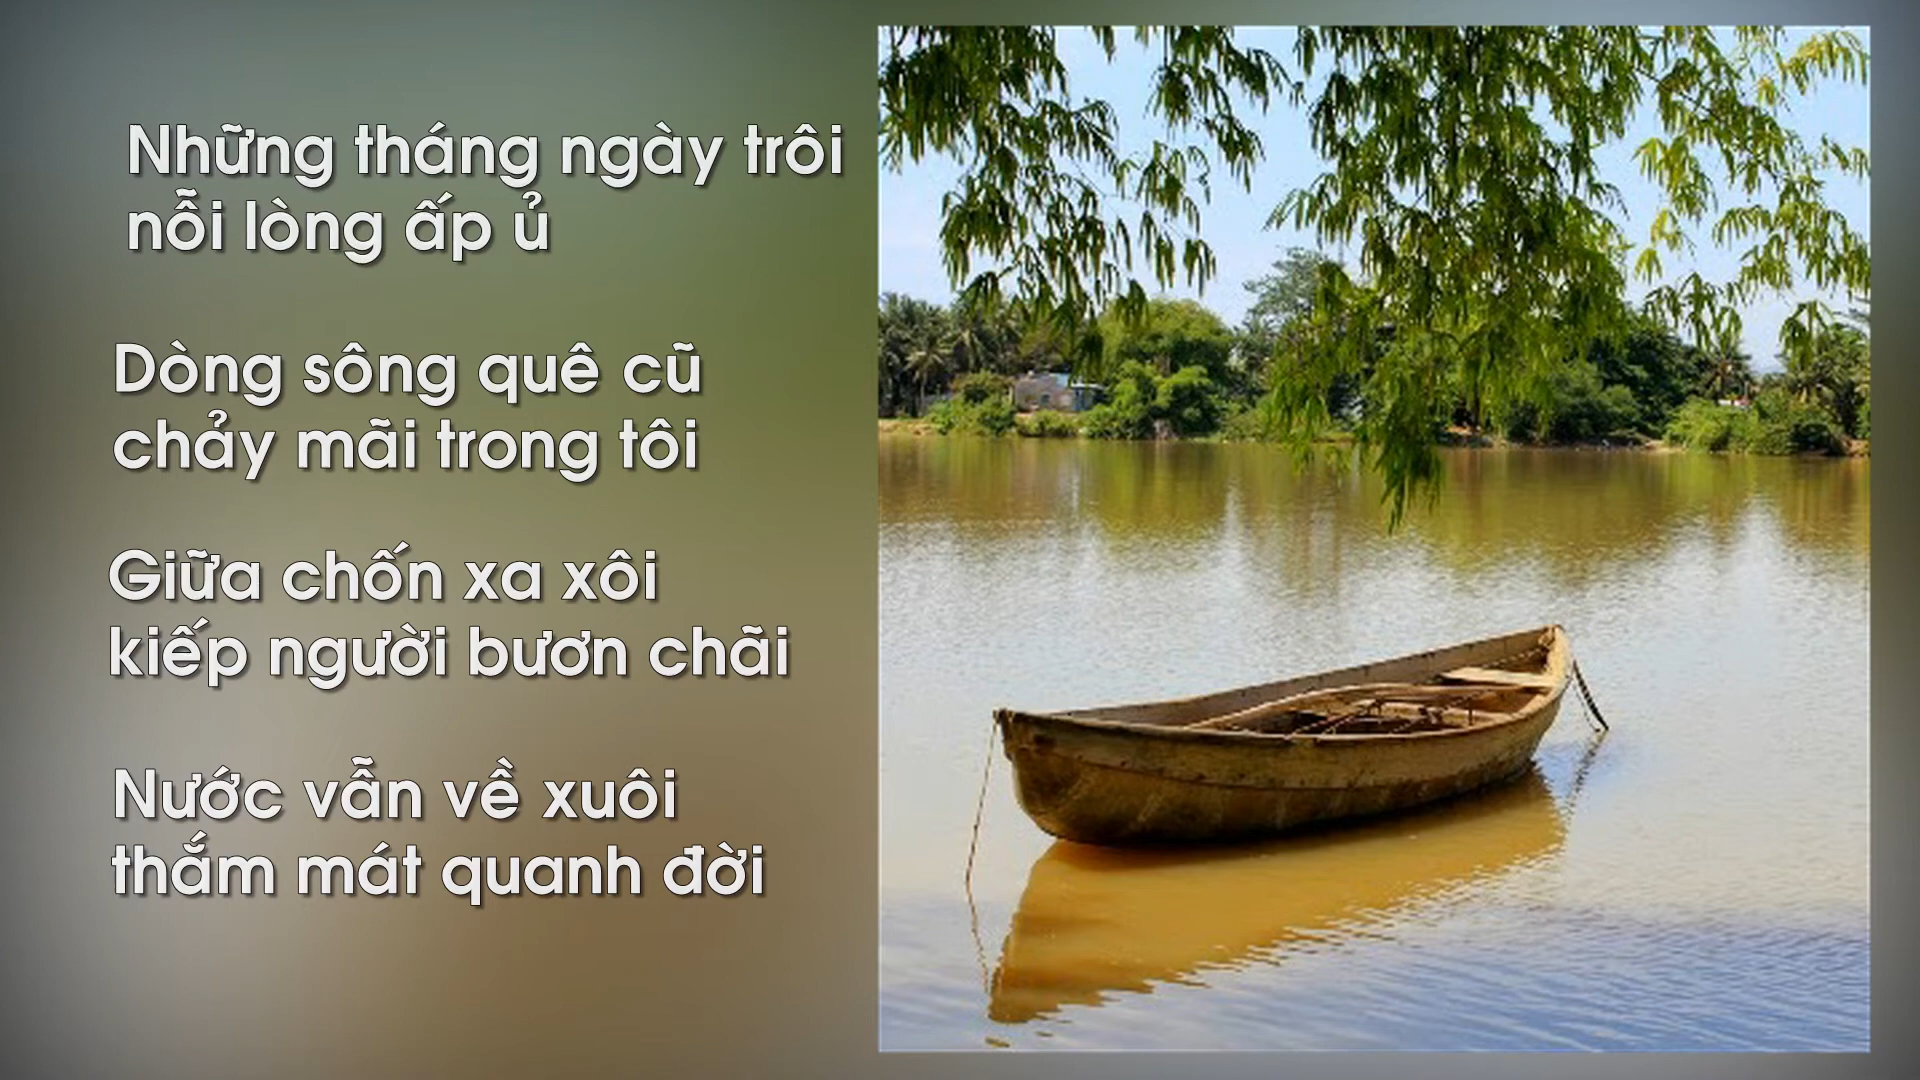 Những tháng ngày trôi
nỗi lòng ấp ủ
Dòng sông quê cũ
chảy mãi trong tôi
Giữa chốn xa xôi
kiếp người bươn chãi
Nước vẫn về xuôi
thắm mát quanh đời